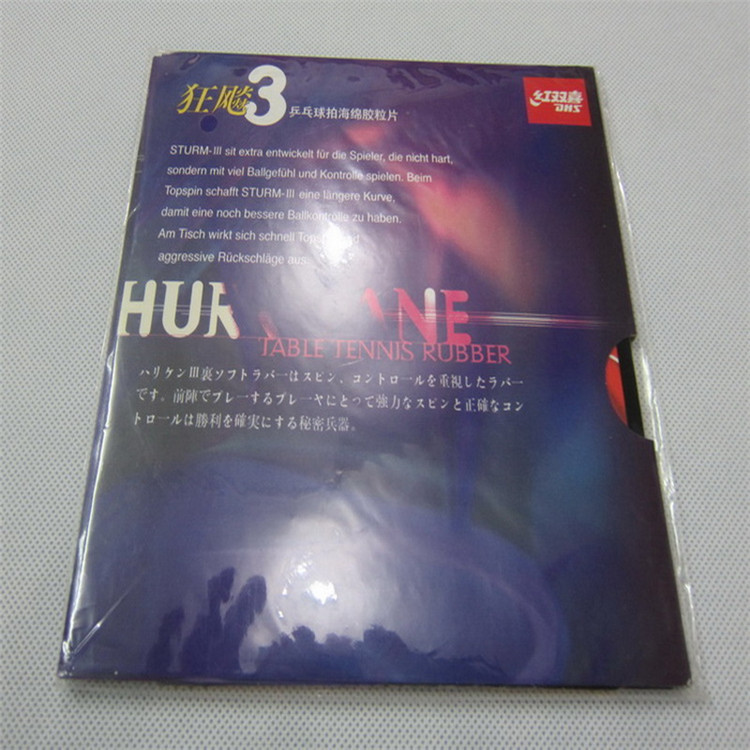 狂飚3 乒乓球拍海绵胶粒片
红双喜
DHS
STURM-III sit extra entwickelt für die Spieler, die nicht hart,
sondern mit viel Ballgefühl und Kontrolle spielen. Beim
Topspin schafft STURM-III eine längere Kurve,
damit eine noch bessere Ballkontrolle zu haben.
Am Tisch wirkt sich schnell
aggressive Rückschläge aus.
TABLE TENNIS RUBBER
ハリケンⅢ裏ソフトラバーはスピン、コントロールを重視したラバー
です。前陣でプレーするプレーヤにとって強力なスピンと正確なコン
トロールは勝利を確実にする秘密兵器。